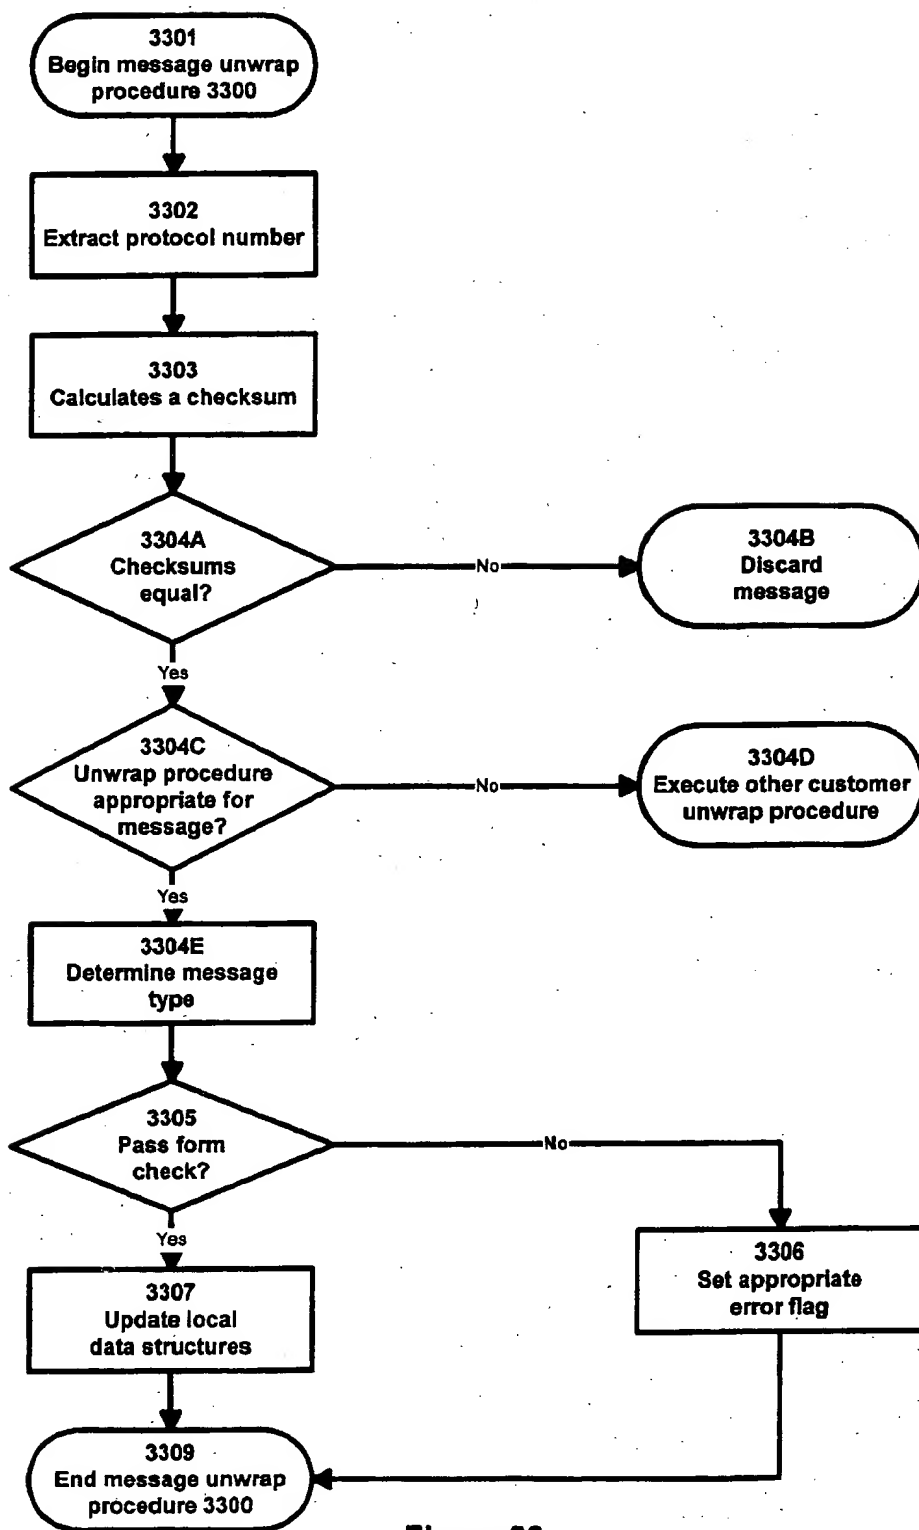 3301
Begin message unwrap
procedure 3300
3302
Extract protocol number
3303
Calculates a checksum
3304A
Checksums
equal?
No
3304B
Discard
message
Yes
3304C
Unwrap procedure
appropriate for
message?
No
3304D
Execute other customer
unwrap procedure
Yes
3304E
Determine message
type
3305
Pass form
check?
No
Yes
3306
Set appropriate
error flag
3307
Update local
data structures
3309
End message unwrap
procedure 3300